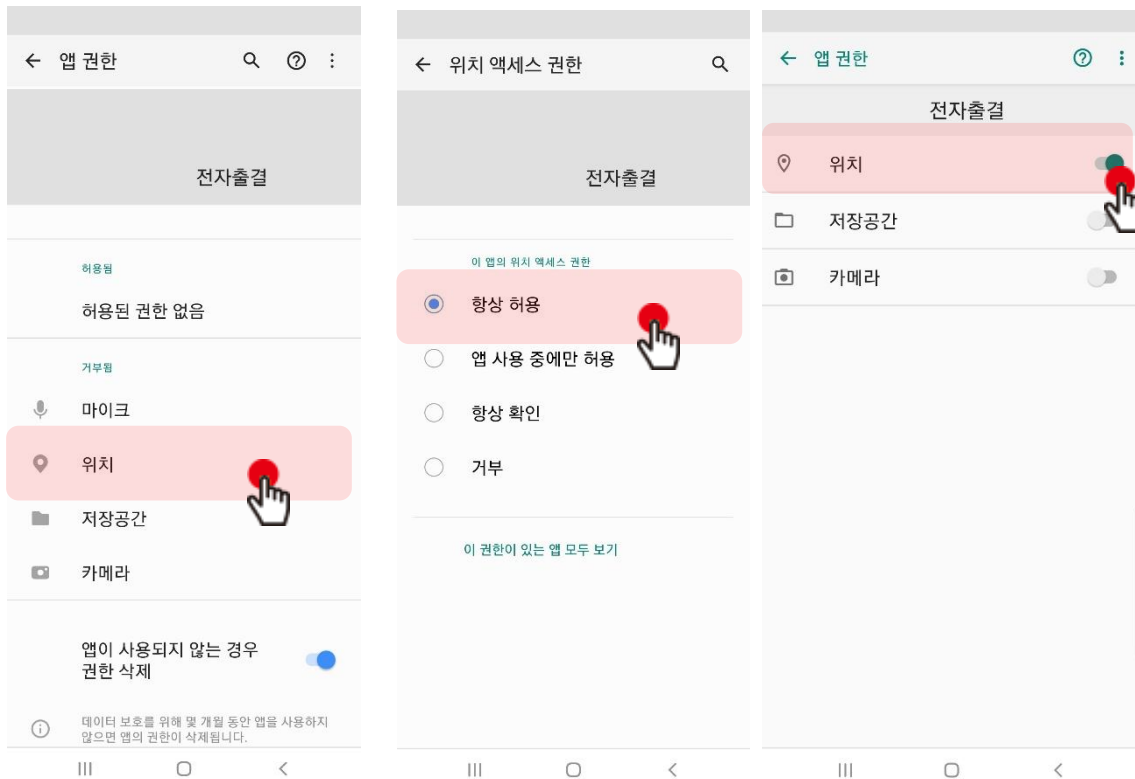 앱 권한
전자출결
허용됨
허용된 권한 없음
거부됨
마이크
위치
저장공간
카메라
앱이 사용되지 않는 경우
권한 삭제
데이터 보호를 위해 몇 개월 동안 앱을 사용하지
않으면 앱의 권한이 삭제됩니다.
위치 액세스 권한
전자출결
이 앱의 위치 액세스 권한
항상 허용
앱 사용 중에만 허용
항상 확인
거부
이 권한이 있는 앱 모두 보기
앱 권한
전자출결
위치
저장공간
카메라